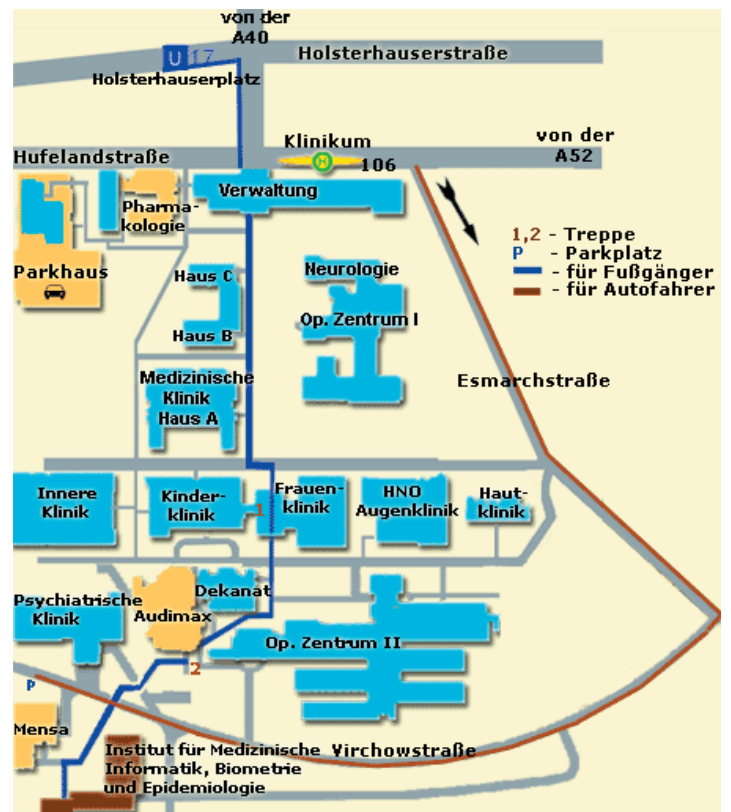 von der
A40
U 17
Holsterhauserstraße
Holsterhauserplatz
Klinikum
von der
A52
Hufelandstraße
H
106
Verwaltung
Pharma-
kologie
1,2 - Treppe
P - Parkplatz
- für Fußgänger
- für Autofahrer
Parkhaus
Haus C
Neurologie
Op. Zentrum I
Haus B
Medizinische
Klinik
Haus A
Esmarchstraße
Innere
Klinik
Kinder-
klinik
1
Frauen-
klinik
HNO
Augenklinik
Haut-
klinik
Psychiatrische
Klinik
Audimax
Dekanat
Op. Zentrum II
2
P
Mensa
Institut für Medizinische
Informatik, Biometrie
und Epidemiologie
Virchowstraße